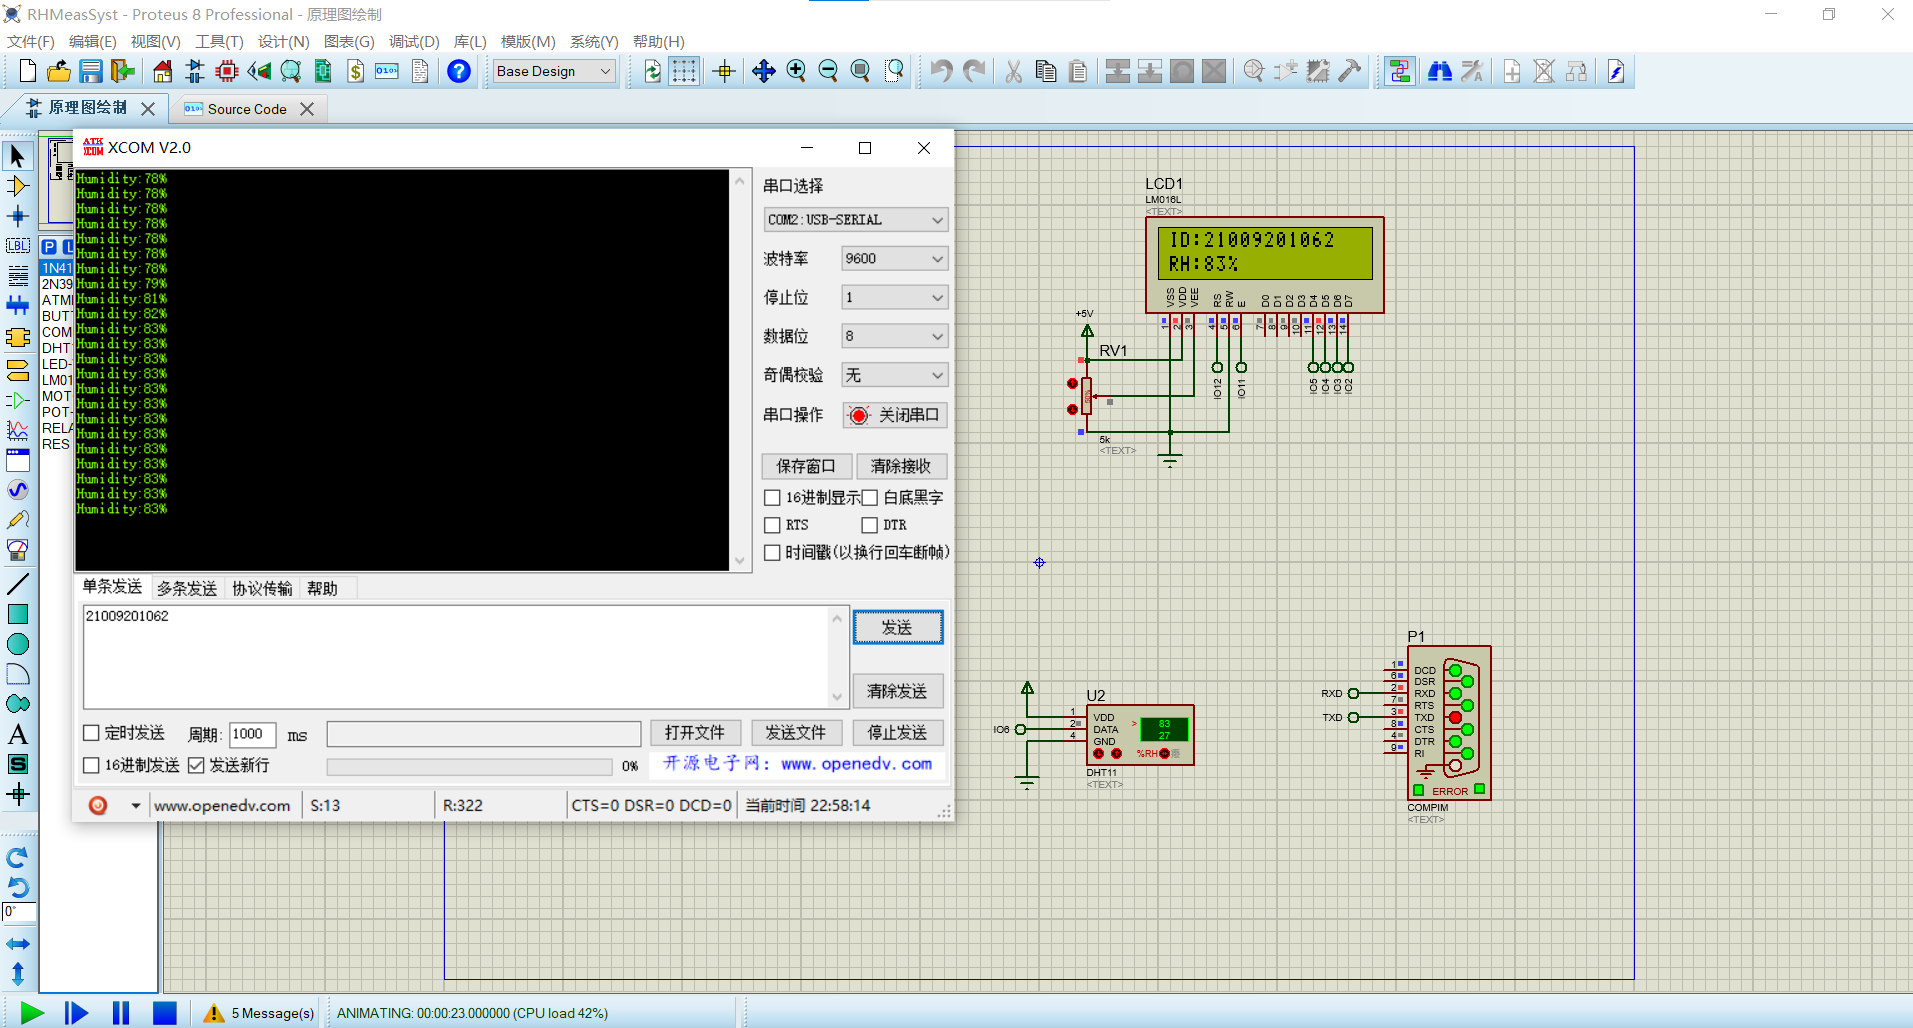 RHMeasSyst - Proteus 8 Professional - 原理图绘制
文件(F) 编辑(E) 视图(V) 工具(T) 设计(N) 图表(G) 调试(D) 库(L) 模版(M) 系统(Y) 帮助(H)
Base Design
原理图绘制
Source Code
XCOM V2.0
Humidity:78%
Humidity:78%
Humidity:78%
Humidity:78%
Humidity:78%
Humidity:78%
Humidity:78%
Humidity:79%
Humidity:81%
Humidity:82%
Humidity:83%
Humidity:83%
Humidity:83%
Humidity:83%
Humidity:83%
Humidity:83%
Humidity:83%
Humidity:83%
Humidity:83%
Humidity:83%
Humidity:83%
Humidity:83%
Humidity:83%
串口选择
COM2:USB-SERIAL
波特率 9600
停止位 1
数据位 8
奇偶校验 无
串口操作 关闭串口
保存窗口 清除接收
16进制显示 白底黑字
RTS DTR
时间戳(以换行回车断帧)
单条发送 多条发送 协议传输 帮助
21009201062
发送
清除发送
定时发送 周期: 1000 ms 打开文件 发送文件 停止发送
16进制发送 发送新行 0% 开源电子网: www.openedv.com
www.openedv.com S:13 R:322 CTS=0 DSR=0 DCD=0 当前时间 22:58:14
P L
1N41
2N39
ATM
BUT
COM
DHT
LED-
LM01
MOT
POT-
RELA
RES
LBL
A
S
0°
LCD1
LM016L
<TEXT>
ID:21009201062
RH:83%
VSS VDD VEE RS RW E D0 D1 D2 D3 D4 D5 D6 D7
1 2 3 4 5 6 7 8 9 10 11 12 13 14
+5V
RV1
5k
<TEXT>
IO12 IO11 IO5 IO4 IO3 IO2
U2
IO6
1 VDD
2 DATA
4 GND
> 83
27
%RH
DHT11
<TEXT>
P1
RXD
TXD
1 DCD
6 DSR
2 RXD
7 RTS
3 TXD
8 CTS
4 DTR
9 RI
ERROR
COMPIM
<TEXT>
5 Message(s) ANIMATING: 00:00:23.000000 (CPU load 42%)